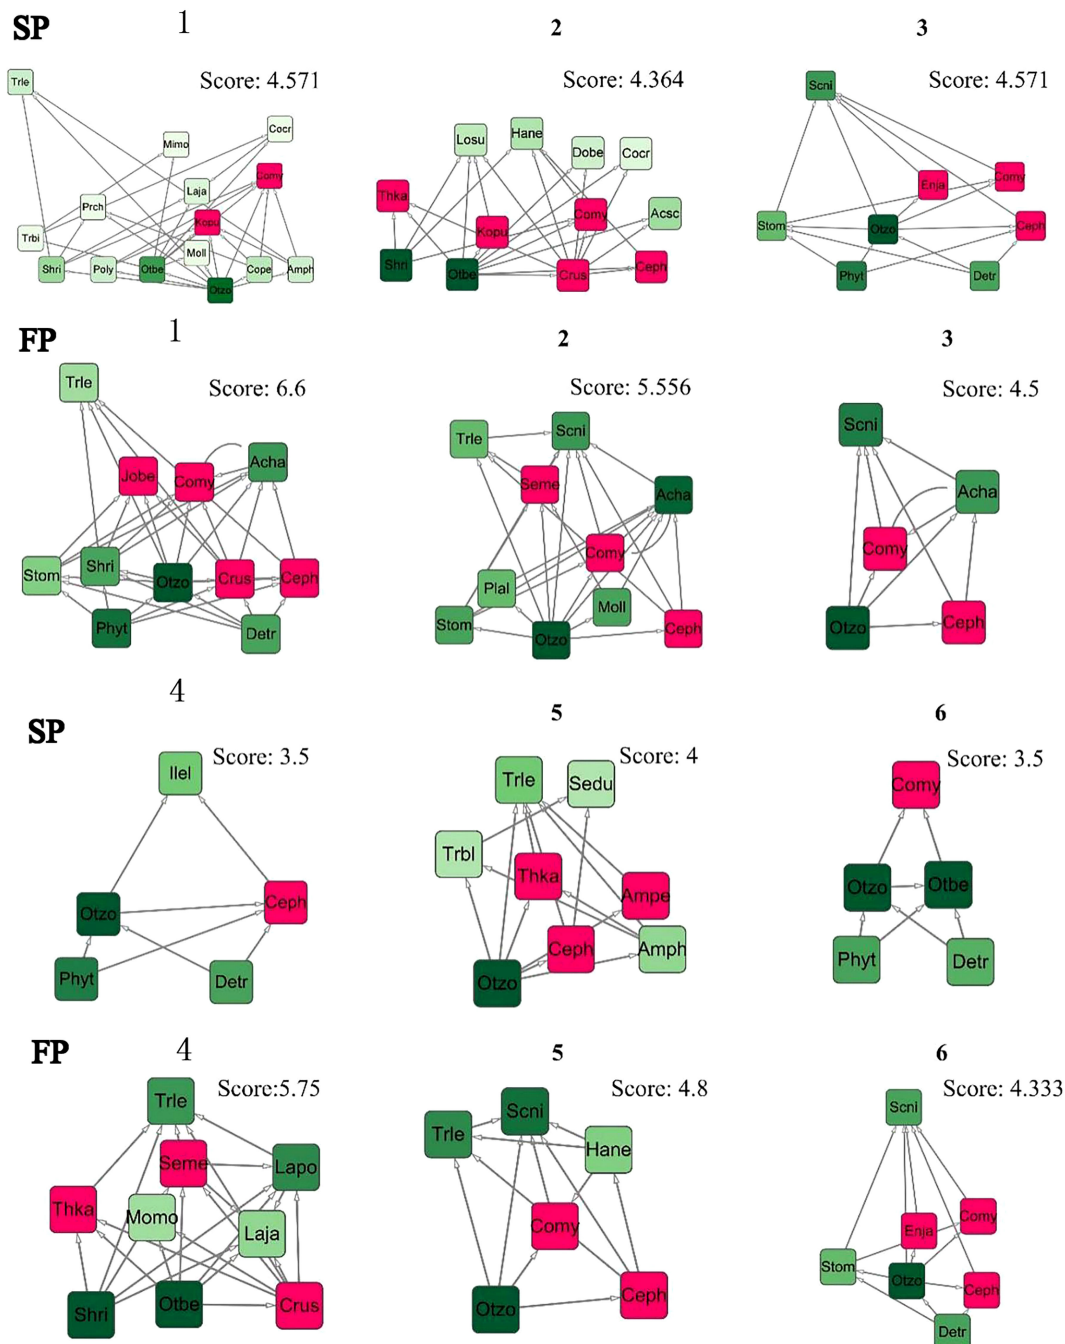 SP 1 2 3
Score: 4.571 Score: 4.364 Score: 4.571
Trle
Mimo
Cocr
Comy
Laja
Prch
Kopu
Trbi
Moll
Shri
Poly
Otbe
Cope
Amph
Otzo
Losu
Hane
Dobe
Cocr
Thka
Comy
Acsc
Kopu
Shri
Otbe
Crus
Ceph
Scni
Enja
Comy
Stom
Otzo
Ceph
Phyt
Detr
FP 1 2 3
Score: 6.6 Score: 5.556 Score: 4.5
Trle
Jobe
Comy
Acha
Stom
Shri
Otzo
Crus
Ceph
Phyt
Detr
Trle
Scni
Seme
Acha
Comy
Plal
Moll
Stom
Otzo
Ceph
Scni
Acha
Comy
Otzo
Ceph
SP 4 5 6
Score: 3.5 Score: 4 Score: 3.5
Ilel
Otzo
Ceph
Phyt
Detr
Trle
Sedu
Trbl
Thka
Ampe
Ceph
Amph
Otzo
Comy
Otzo
Otbe
Phyt
Detr
FP 4 5 6
Score:5.75 Score: 4.8 Score: 4.333
Trle
Seme
Lapo
Thka
Momo
Laja
Shri
Otbe
Crus
Scni
Trle
Hane
Comy
Otzo
Ceph
Scni
Comy
Enja
Stom
Otzo
Ceph
Detr